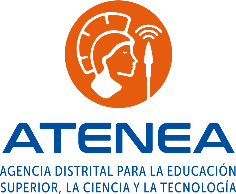 ATENEA
AGENCIA DISTRITAL PARA LA EDUCACIÓN
SUPERIOR, LA CIENCIA Y LA TECNOLOGÍA